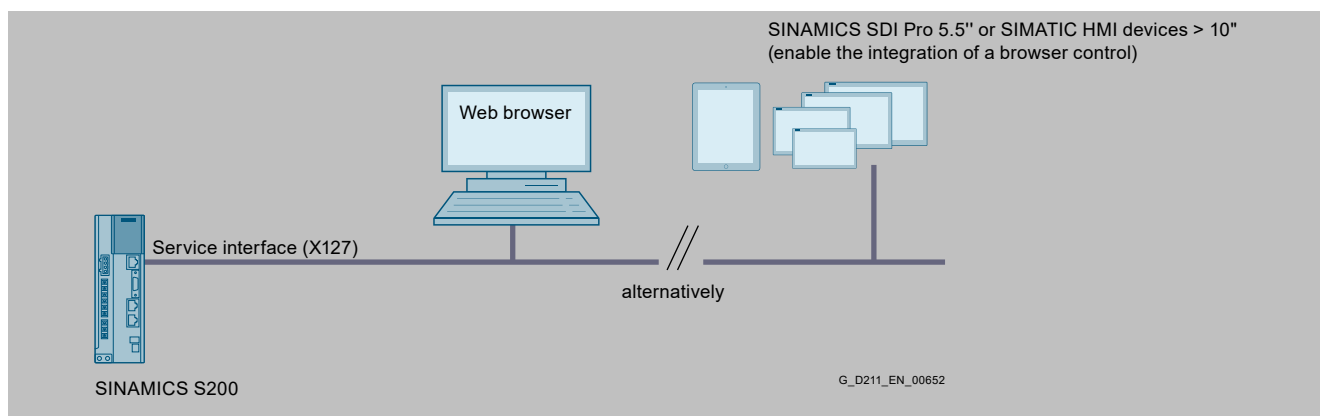 SINAMICS SDI Pro 5.5'' or SIMATIC HMI devices > 10"
(enable the integration of a browser control)
Web browser
Service interface (X127)
alternatively
SINAMICS S200
G_D211_EN_00652